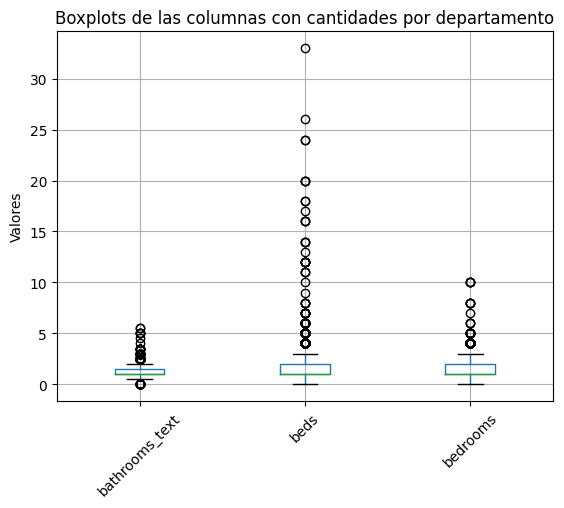 Boxplots de las columnas con cantidades por departamento
Valores
30
25
20
15
10
5
0
bathrooms_text
beds
bedrooms